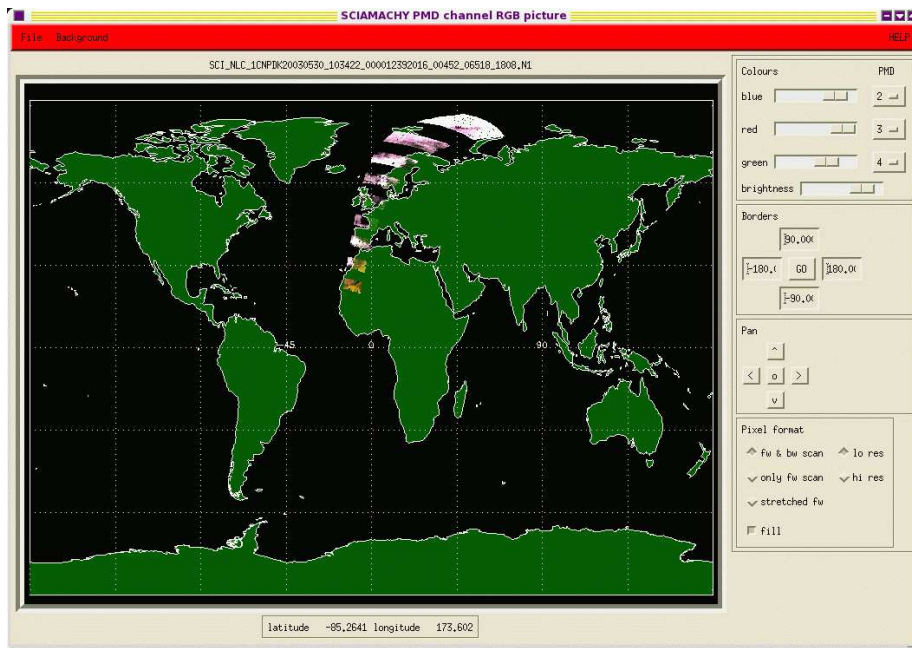 SCIAMACHY PMD channel RGB picture
File Background HELP
SCI_NLC_1CNPDK20030530_103422_000012392016_00452_06518_1808.N1
Colours PMD
blue 2
red 3
green 4
brightness
Borders
90.00
-180. GO 180.00
-90.00
Pan
^
< o >
v
-45 0 90
Pixel format
fw & bw scan lo res
only fw scan hi res
stretched fw
fill
latitude -85.2641 longitude 173.602